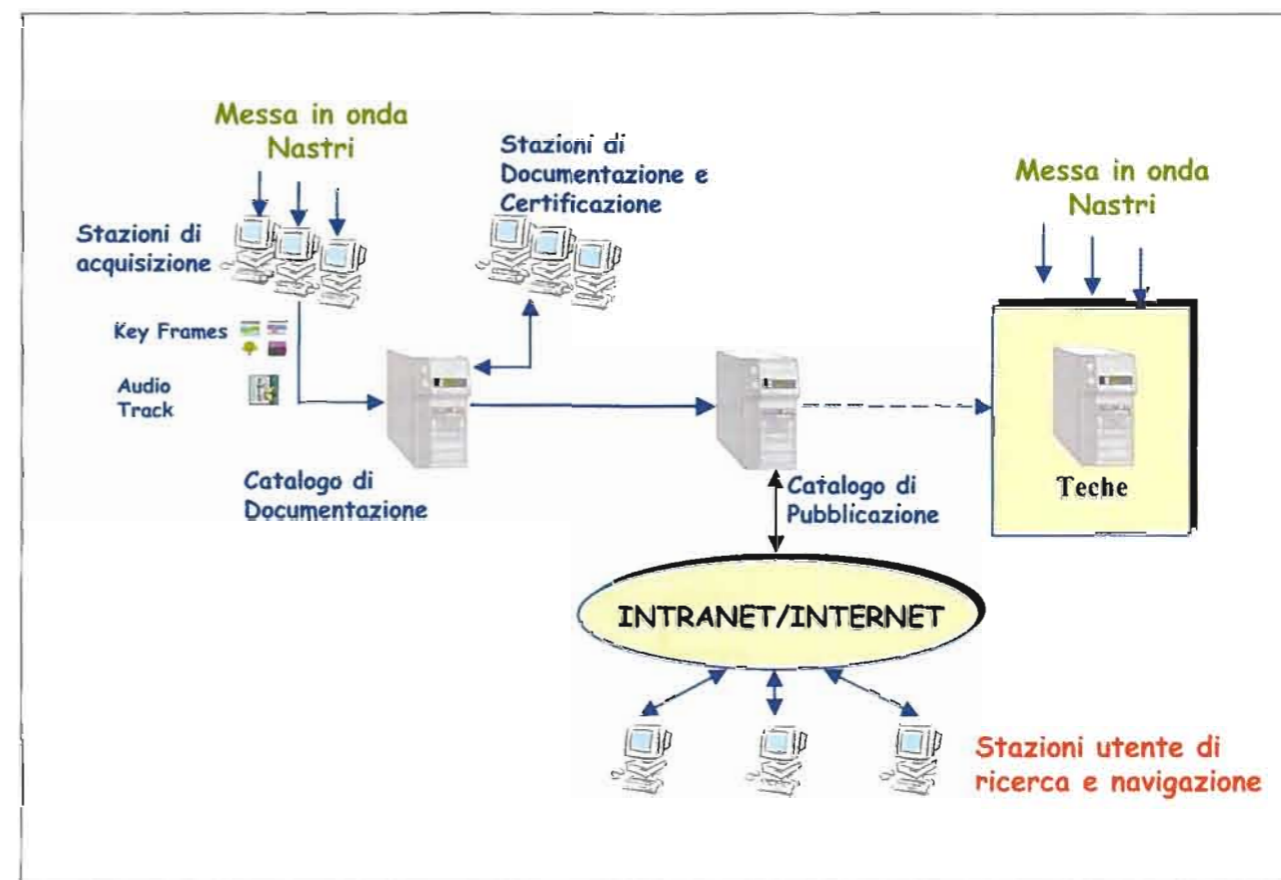 Messa in onda
Nastri
Stazioni di
acquisizione
Key Frames
Audio
Track
Stazioni di
Documentazione e
Certificazione
Catalogo di
Documentazione
Catalogo di
Pubblicazione
Messa in onda
Nastri
Teche
INTRANET/INTERNET
Stazioni utente di
ricerca e navigazione